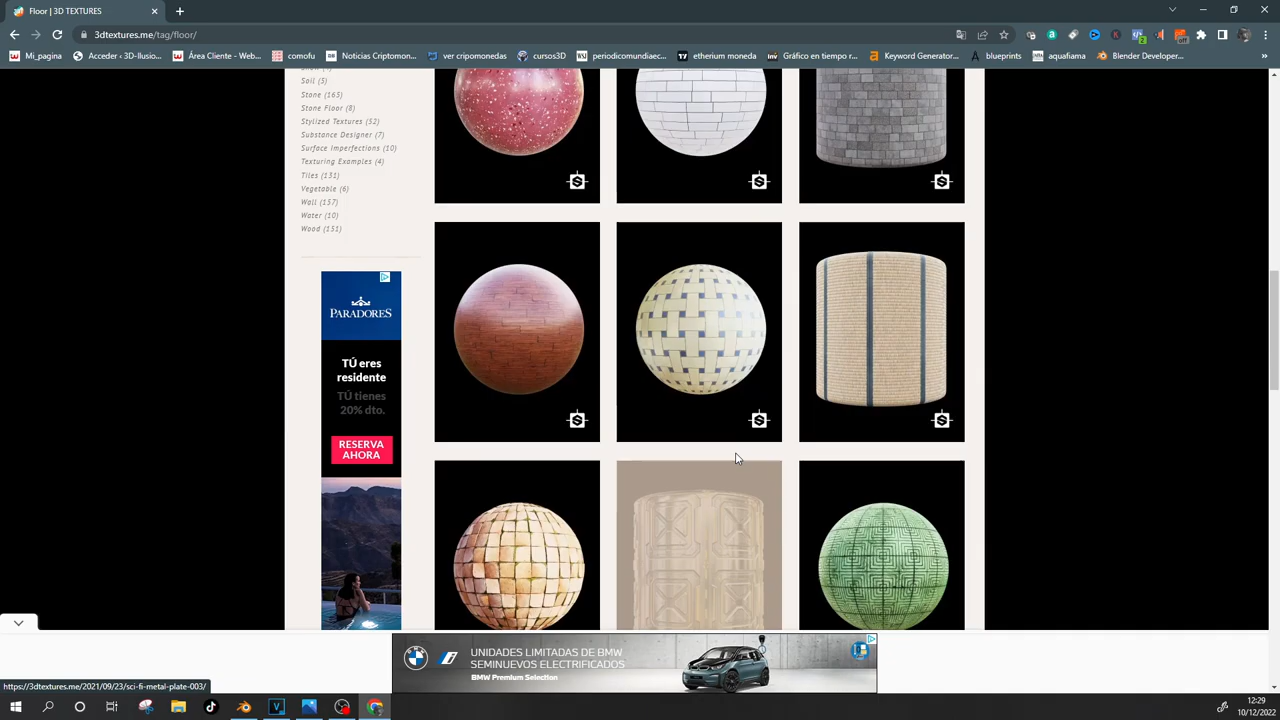 Floor | 3D TEXTURES
3dtextures.me/tag/floor/
Mi_pagina
Acceder ‹ 3D-Ilusio...
Área Cliente - Web...
comofu
Noticias Criptomon...
ver cripomonedas
cursos3D
periodicomundiaec...
etherium moneda
Gráfico en tiempo r...
Keyword Generator...
blueprints
aquafiama
Blender Developer...
»
Soil (5)
Stone (165)
Stone Floor (8)
Stylized Textures (52)
Substance Designer (7)
Surface Imperfections (10)
Texturing Examples (4)
Tiles (131)
Vegetable (6)
Wall (157)
Water (10)
Wood (151)
PARADORES
TÚ eres
residente
TÚ tienes
20% dto.
RESERVA
AHORA
UNIDADES LIMITADAS DE BMW
SEMINUEVOS ELECTRIFICADOS
BMW Premium Selection
https://3dtextures.me/2021/09/23/sci-fi-metal-plate-003/
12:29
10/12/2022